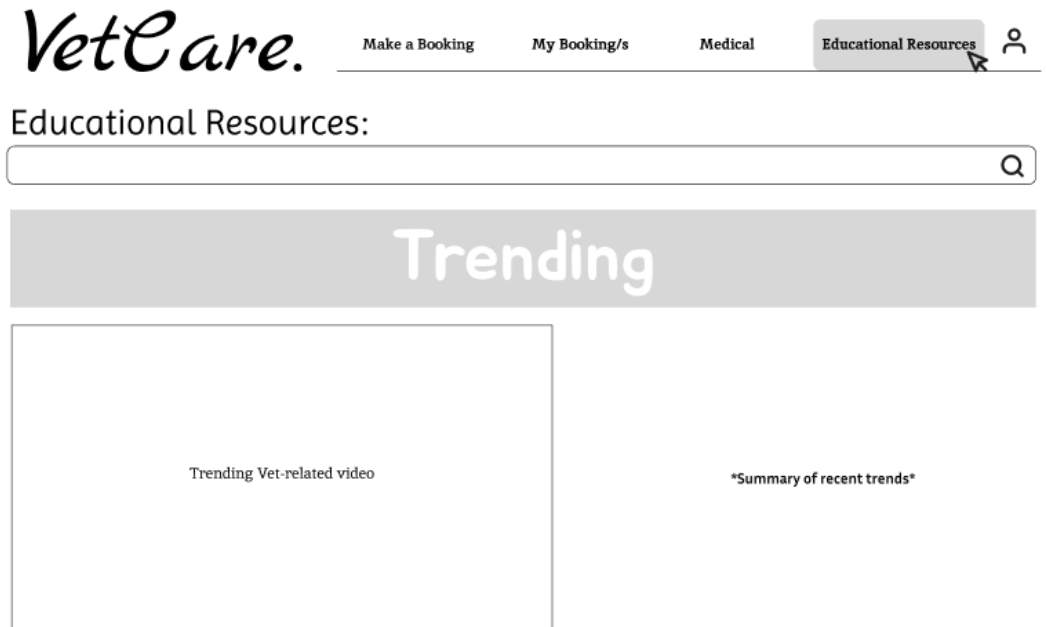 VetCare.
Make a Booking My Booking/s Medical Educational Resources
Educational Resources:
Trending
Trending Vet-related video
*Summary of recent trends*